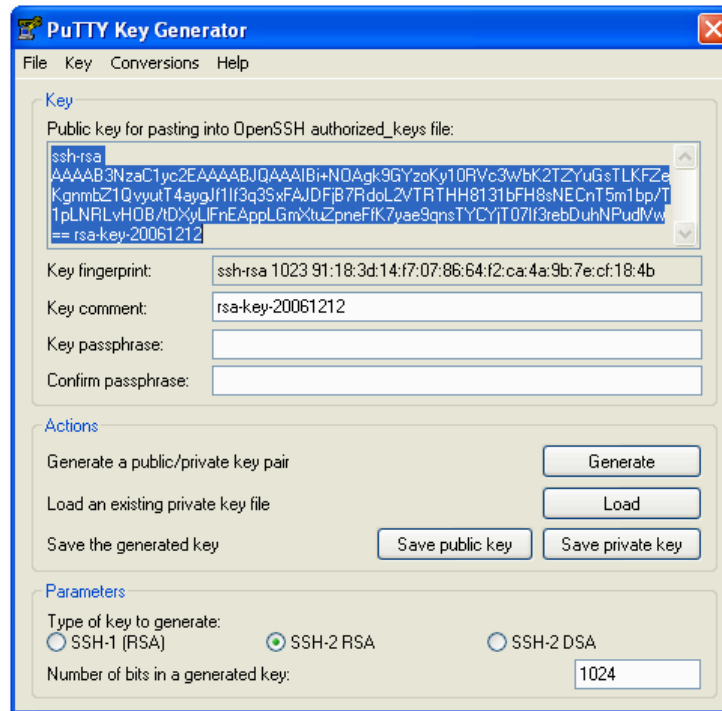 PuTTY Key Generator
File Key Conversions Help
Key
Public key for pasting into OpenSSH authorized_keys file:
ssh-rsa
AAAAB3NzaC1yc2EAAAABJQAAAIBi+NOAgk9GYzoKy10RVc3WbK2TZYuGsTLKFZe
KgnmbZ1QvyutT4aygJf1If3q3SxFAJDFjB7RdoL2VTRTHH8131bFH8sNECnT5m1bp/T
1pLNRLvHOB/tDXyLlFnEAppLGmXtuZpneFfK7yae9qnsTYCYjT07If3rebDuhNPudMw
== rsa-key-20061212
Key fingerprint: ssh-rsa 1023 91:18:3d:14:f7:07:86:64:f2:ca:4a:9b:7e:cf:18:4b
Key comment: rsa-key-20061212
Key passphrase:
Confirm passphrase:
Actions
Generate a public/private key pair Generate
Load an existing private key file Load
Save the generated key Save public key Save private key
Parameters
Type of key to generate:
SSH-1 (RSA) SSH-2 RSA SSH-2 DSA
Number of bits in a generated key: 1024